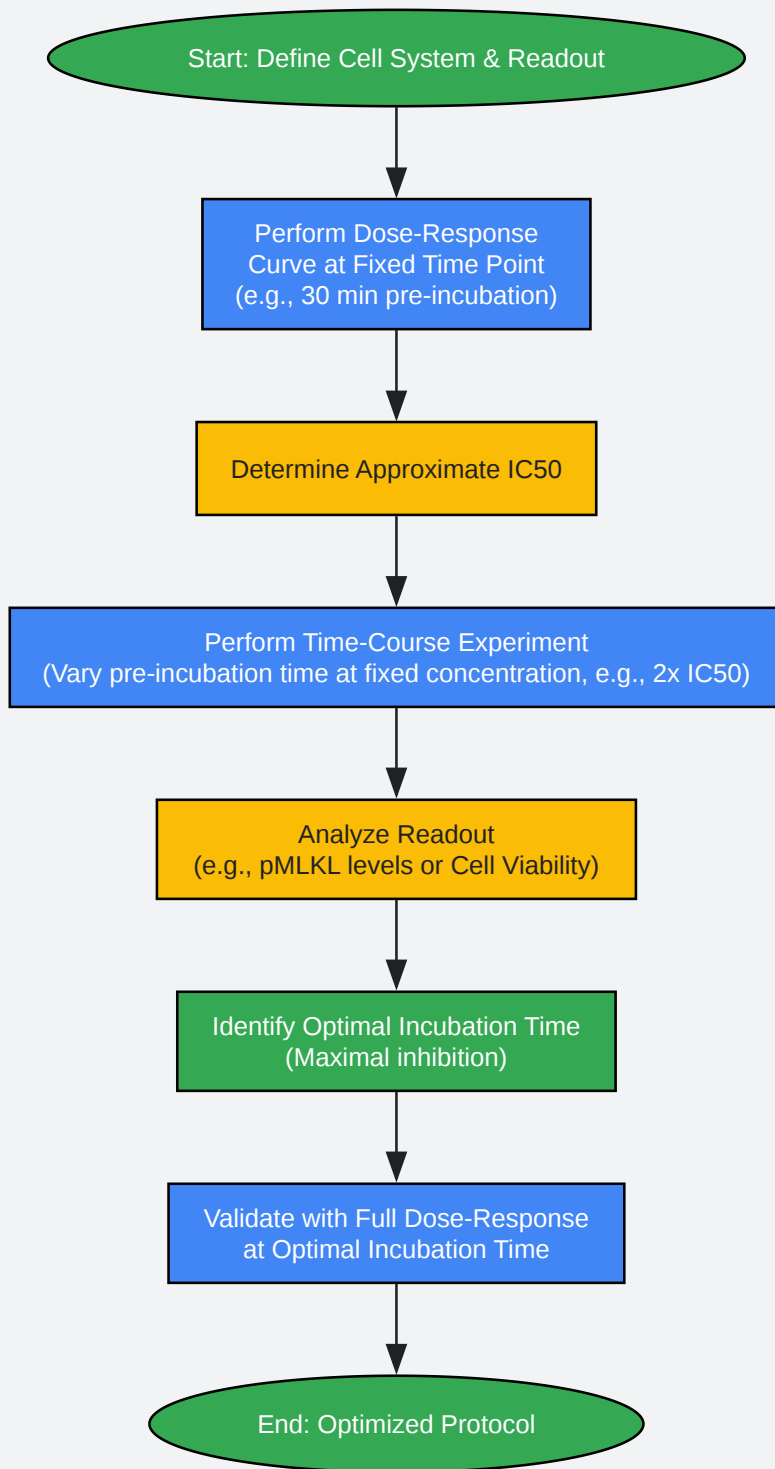 Start: Define Cell System & Readout
Perform Dose-Response
Curve at Fixed Time Point
(e.g., 30 min pre-incubation)
Determine Approximate IC50
Perform Time-Course Experiment
(Vary pre-incubation time at fixed concentration, e.g., 2x IC50)
Analyze Readout
(e.g., pMLKL levels or Cell Viability)
Identify Optimal Incubation Time
(Maximal inhibition)
Validate with Full Dose-Response
at Optimal Incubation Time
End: Optimized Protocol